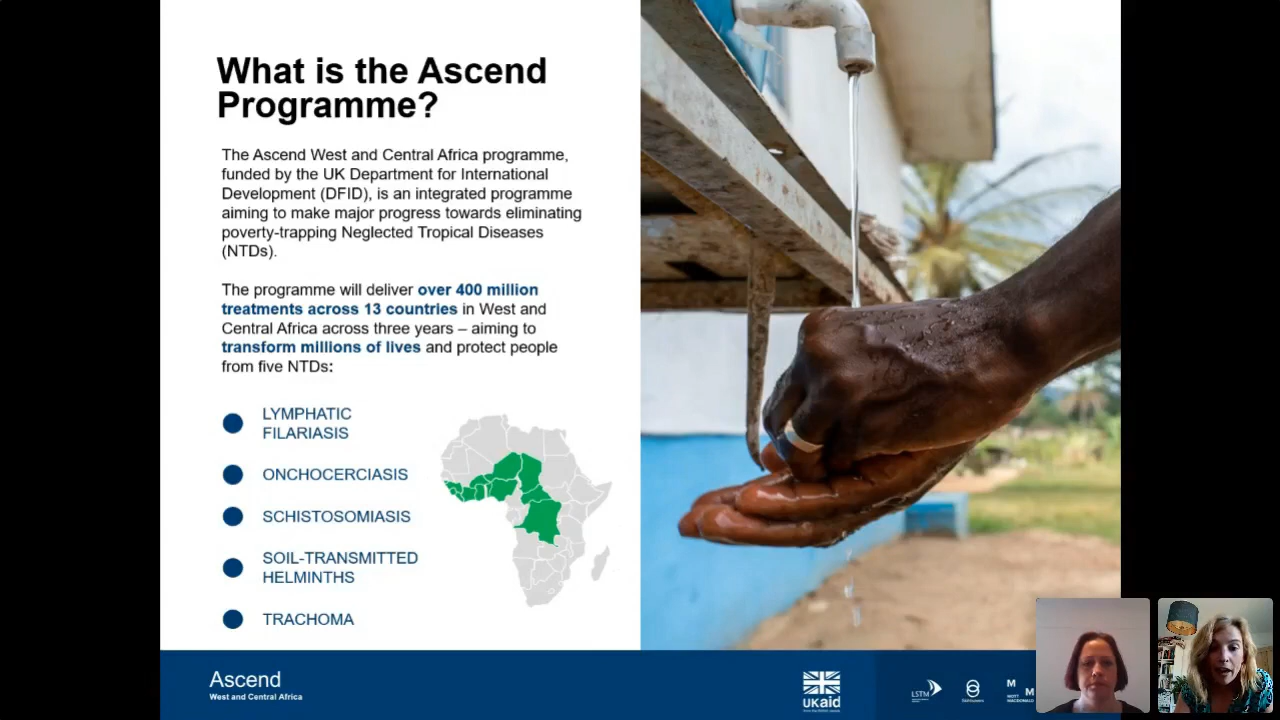 What is the Ascend
Programme?
The Ascend West and Central Africa programme,
funded by the UK Department for International
Development (DFID), is an integrated programme
aiming to make major progress towards eliminating
poverty-trapping Neglected Tropical Diseases
(NTDs).
The programme will deliver over 400 million
treatments across 13 countries in West and
Central Africa across three years – aiming to
transform millions of lives and protect people
from five NTDs:
LYMPHATIC
FILARIASIS
ONCHOCERCIASIS
SCHISTOSOMIASIS
SOIL-TRANSMITTED
HELMINTHS
TRACHOMA
Ascend
West and Central Africa
ukaid
LSTM
M
M
MOTT
MACDONALD